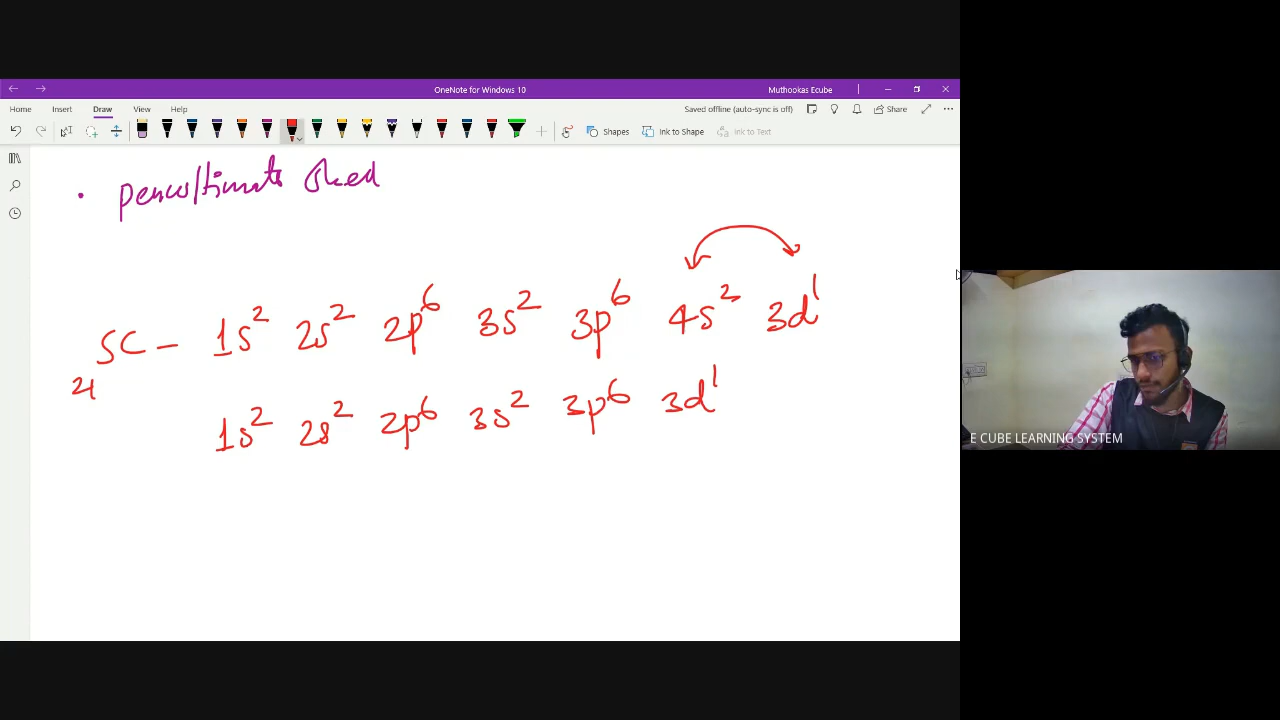 OneNote for Windows 10
Muthookas Ecube
Home Insert Draw View Help
Saved offline (auto-sync is off) Share
Shapes Ink to Shape Ink to Text
• penultimate shell
21 Sc – 1s² 2s² 2p⁶ 3s² 3p⁶ 4s² 3d¹
1s² 2s² 2p⁶ 3s² 3p⁶ 3d¹
E CUBE LEARNING SYSTEM